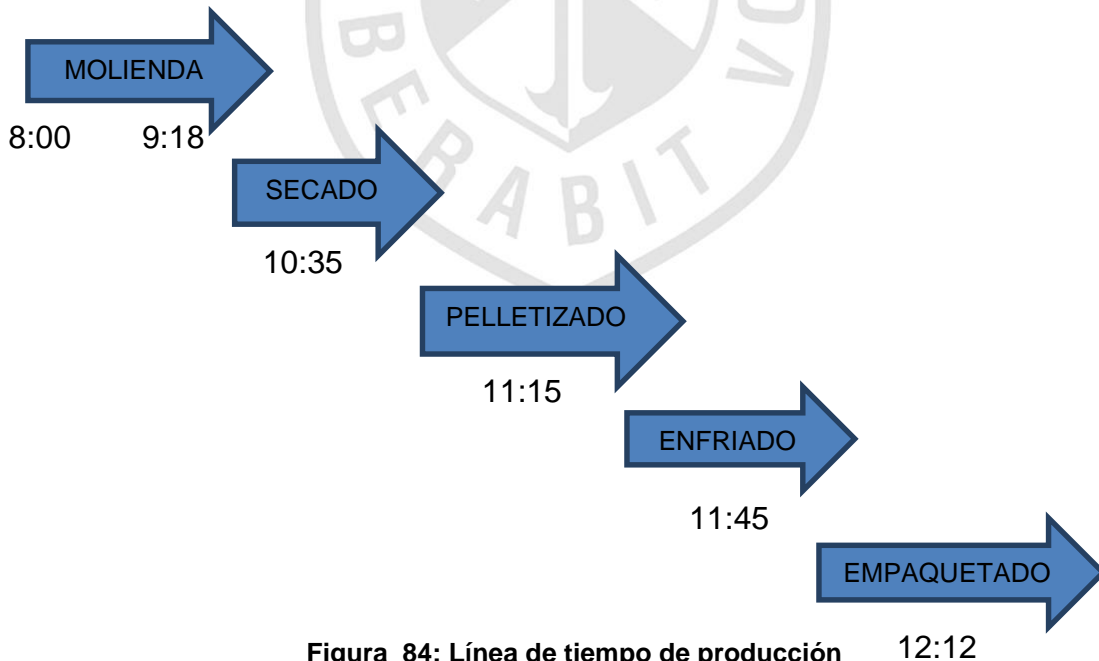 MOLIENDA
8:00 9:18
SECADO
10:35
PELLETIZADO
11:15
ENFRIADO
11:45
EMPAQUETADO
12:12
Figura 84: Línea de tiempo de producción
BERABIT